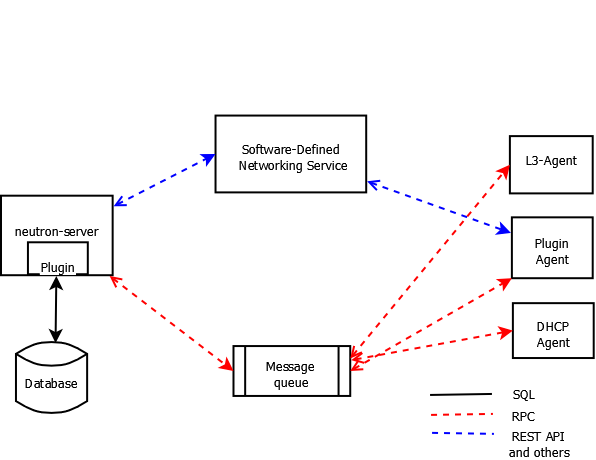 Software-Defined
Networking Service
L3-Agent
neutron-server
Plugin
Plugin
Agent
DHCP
Agent
Message
queue
Database
SQL
RPC
REST API
and others